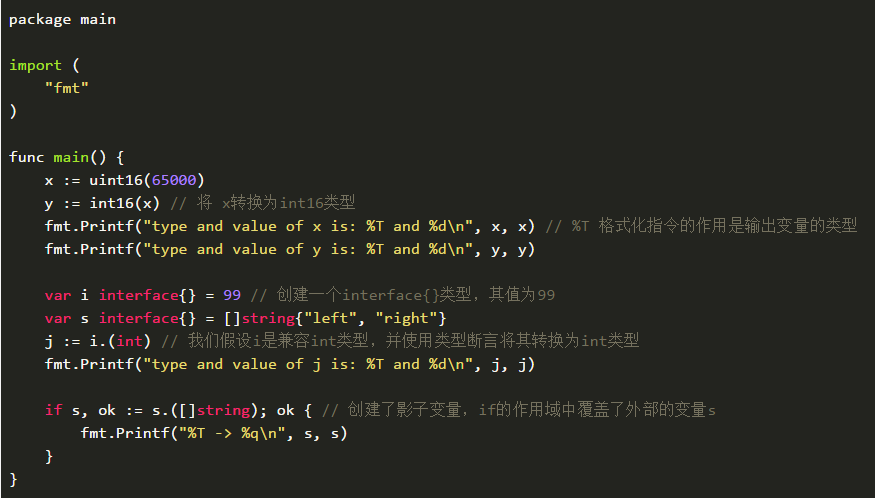 package main
import (
    "fmt"
)
func main() {
    x := uint16(65000)
    y := int16(x) // 将 x转换为int16类型
    fmt.Printf("type and value of x is: %T and %d\n", x, x) // %T 格式化指令的作用是输出变量的类型
    fmt.Printf("type and value of y is: %T and %d\n", y, y)
    var i interface{} = 99 // 创建一个interface{}类型，其值为99
    var s interface{} = []string{"left", "right"}
    j := i.(int) // 我们假设i是兼容int类型，并使用类型断言将其转换为int类型
    fmt.Printf("type and value of j is: %T and %d\n", j, j)
    if s, ok := s.([]string); ok { // 创建了影子变量，if的作用域中覆盖了外部的变量s
        fmt.Printf("%T -> %q\n", s, s)
    }
}